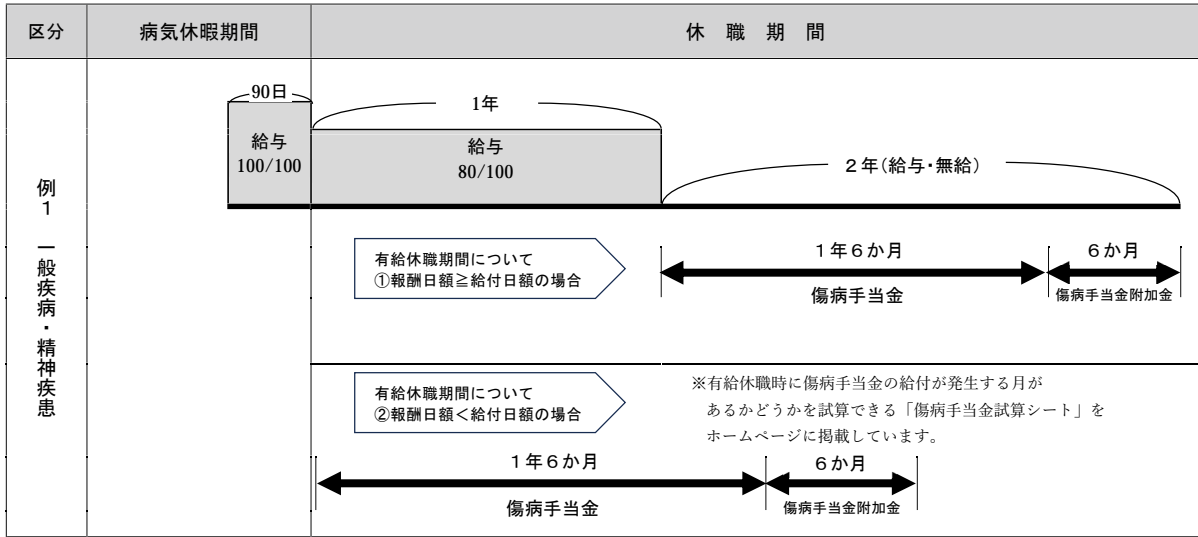 区分
病気休暇期間
休 職 期 間
例1 一般疾病・精神疾患
90日
給与
100/100
1年
給与
80/100
2年(給与・無給)
有給休職期間について
①報酬日額≧給付日額の場合
1年6か月
傷病手当金
6か月
傷病手当金附加金
有給休職期間について
②報酬日額<給付日額の場合
※有給休職時に傷病手当金の給付が発生する月が
あるかどうかを試算できる「傷病手当金試算シート」を
ホームページに掲載しています。
1年6か月
傷病手当金
6か月
傷病手当金附加金